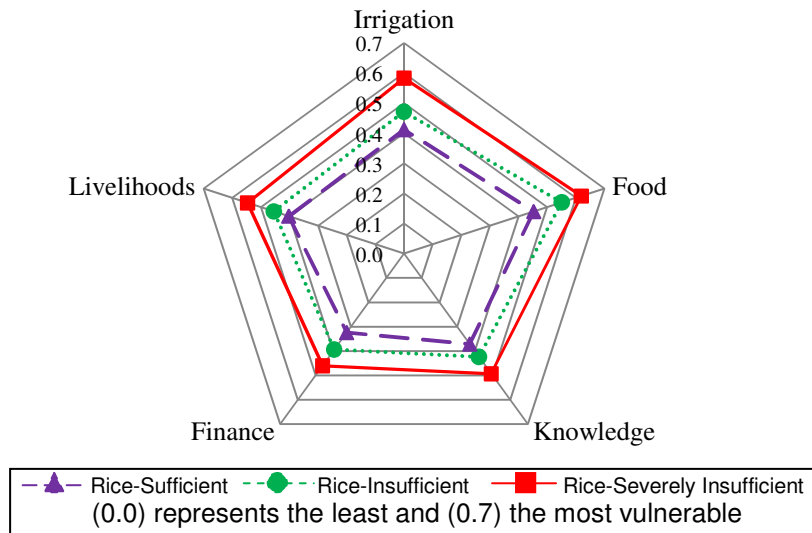 Irrigation
0.7
0.6
0.5
0.4
0.3
0.2
0.1
0.0
Livelihoods
Food
Finance
Knowledge
Rice-Sufficient Rice-Insufficient Rice-Severely Insufficient
(0.0) represents the least and (0.7) the most vulnerable